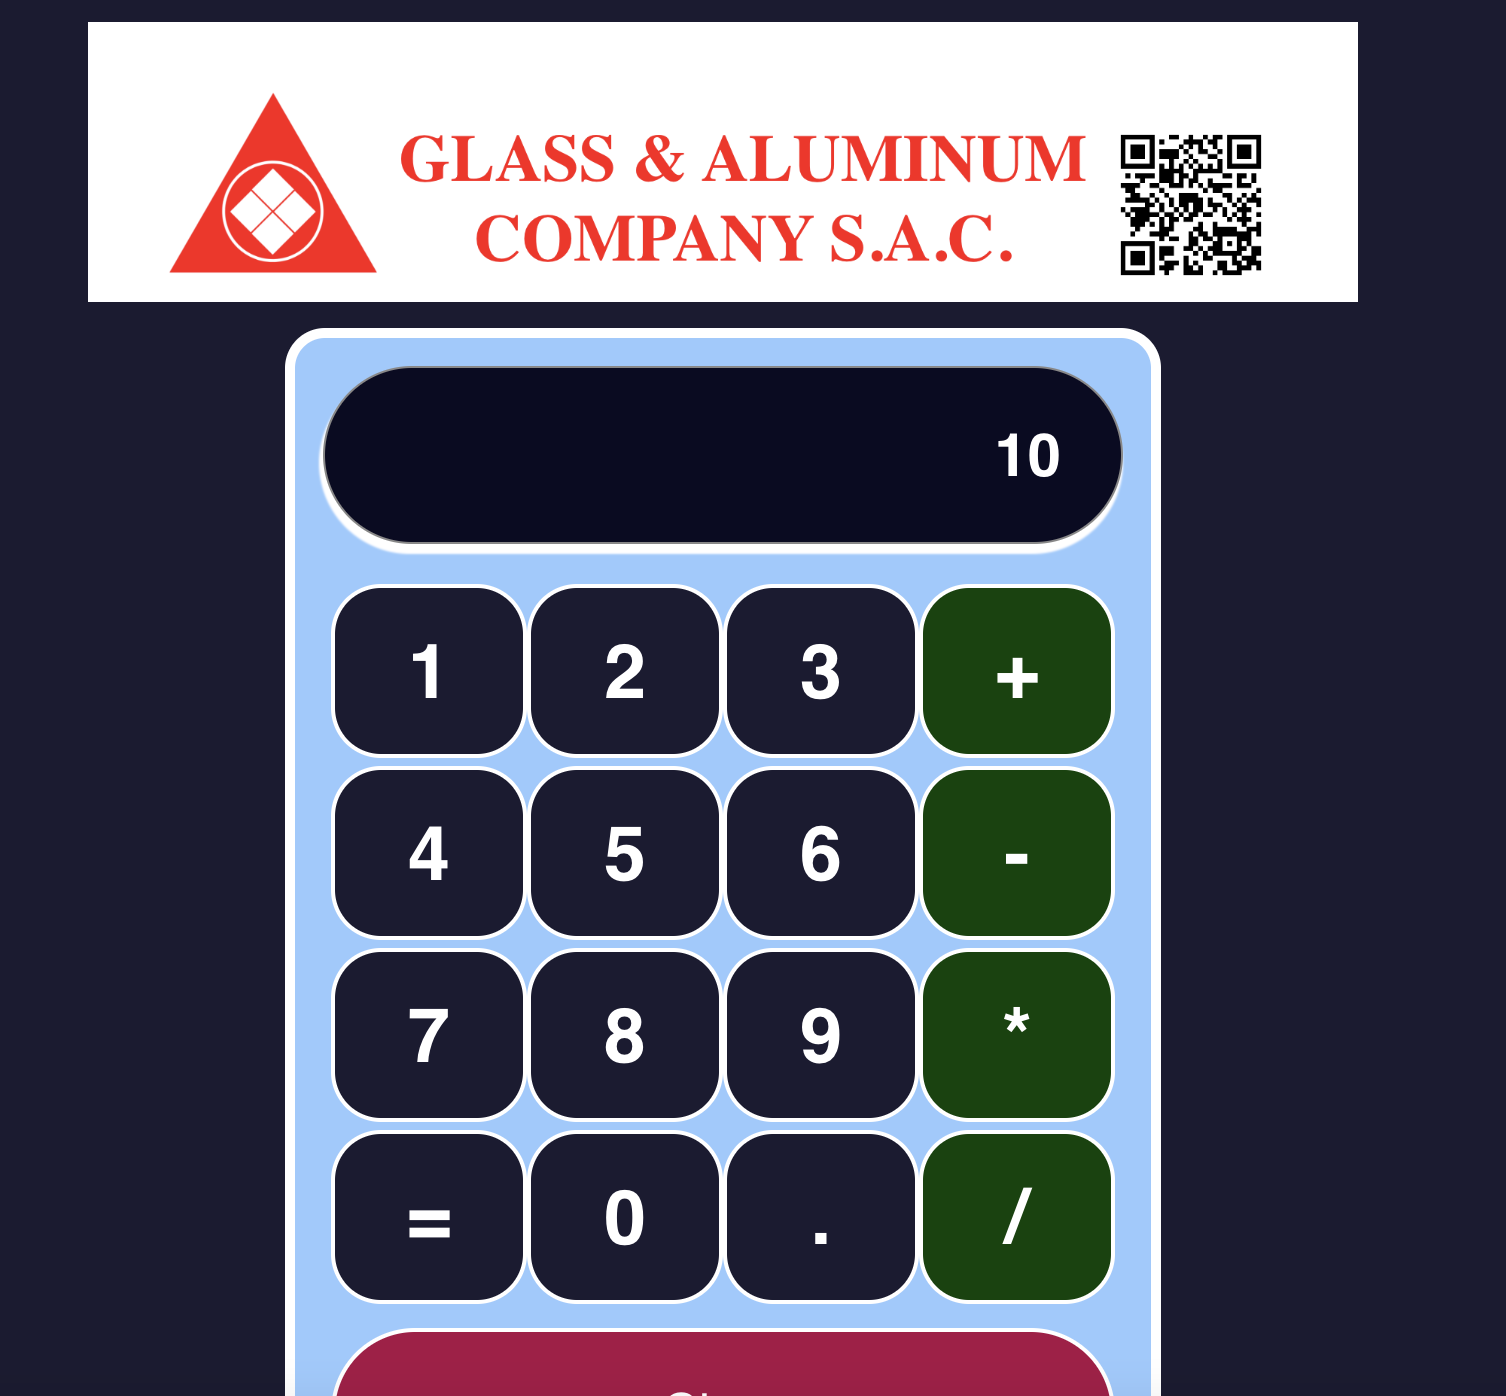 GLASS & ALUMINUM
COMPANY S.A.C.
10
1 2 3 +
4 5 6 -
7 8 9 *
= 0 . /